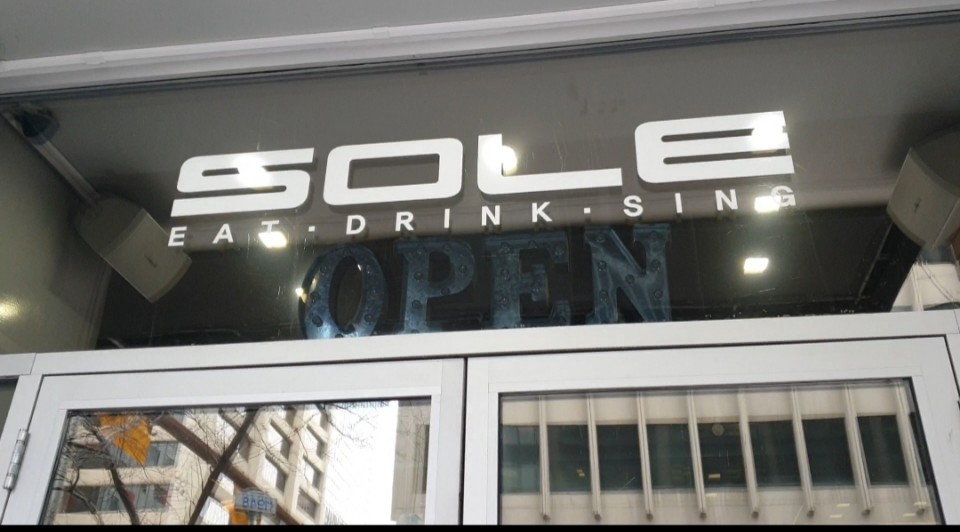 SOLE
EAT · DRINK · SING
OPEN